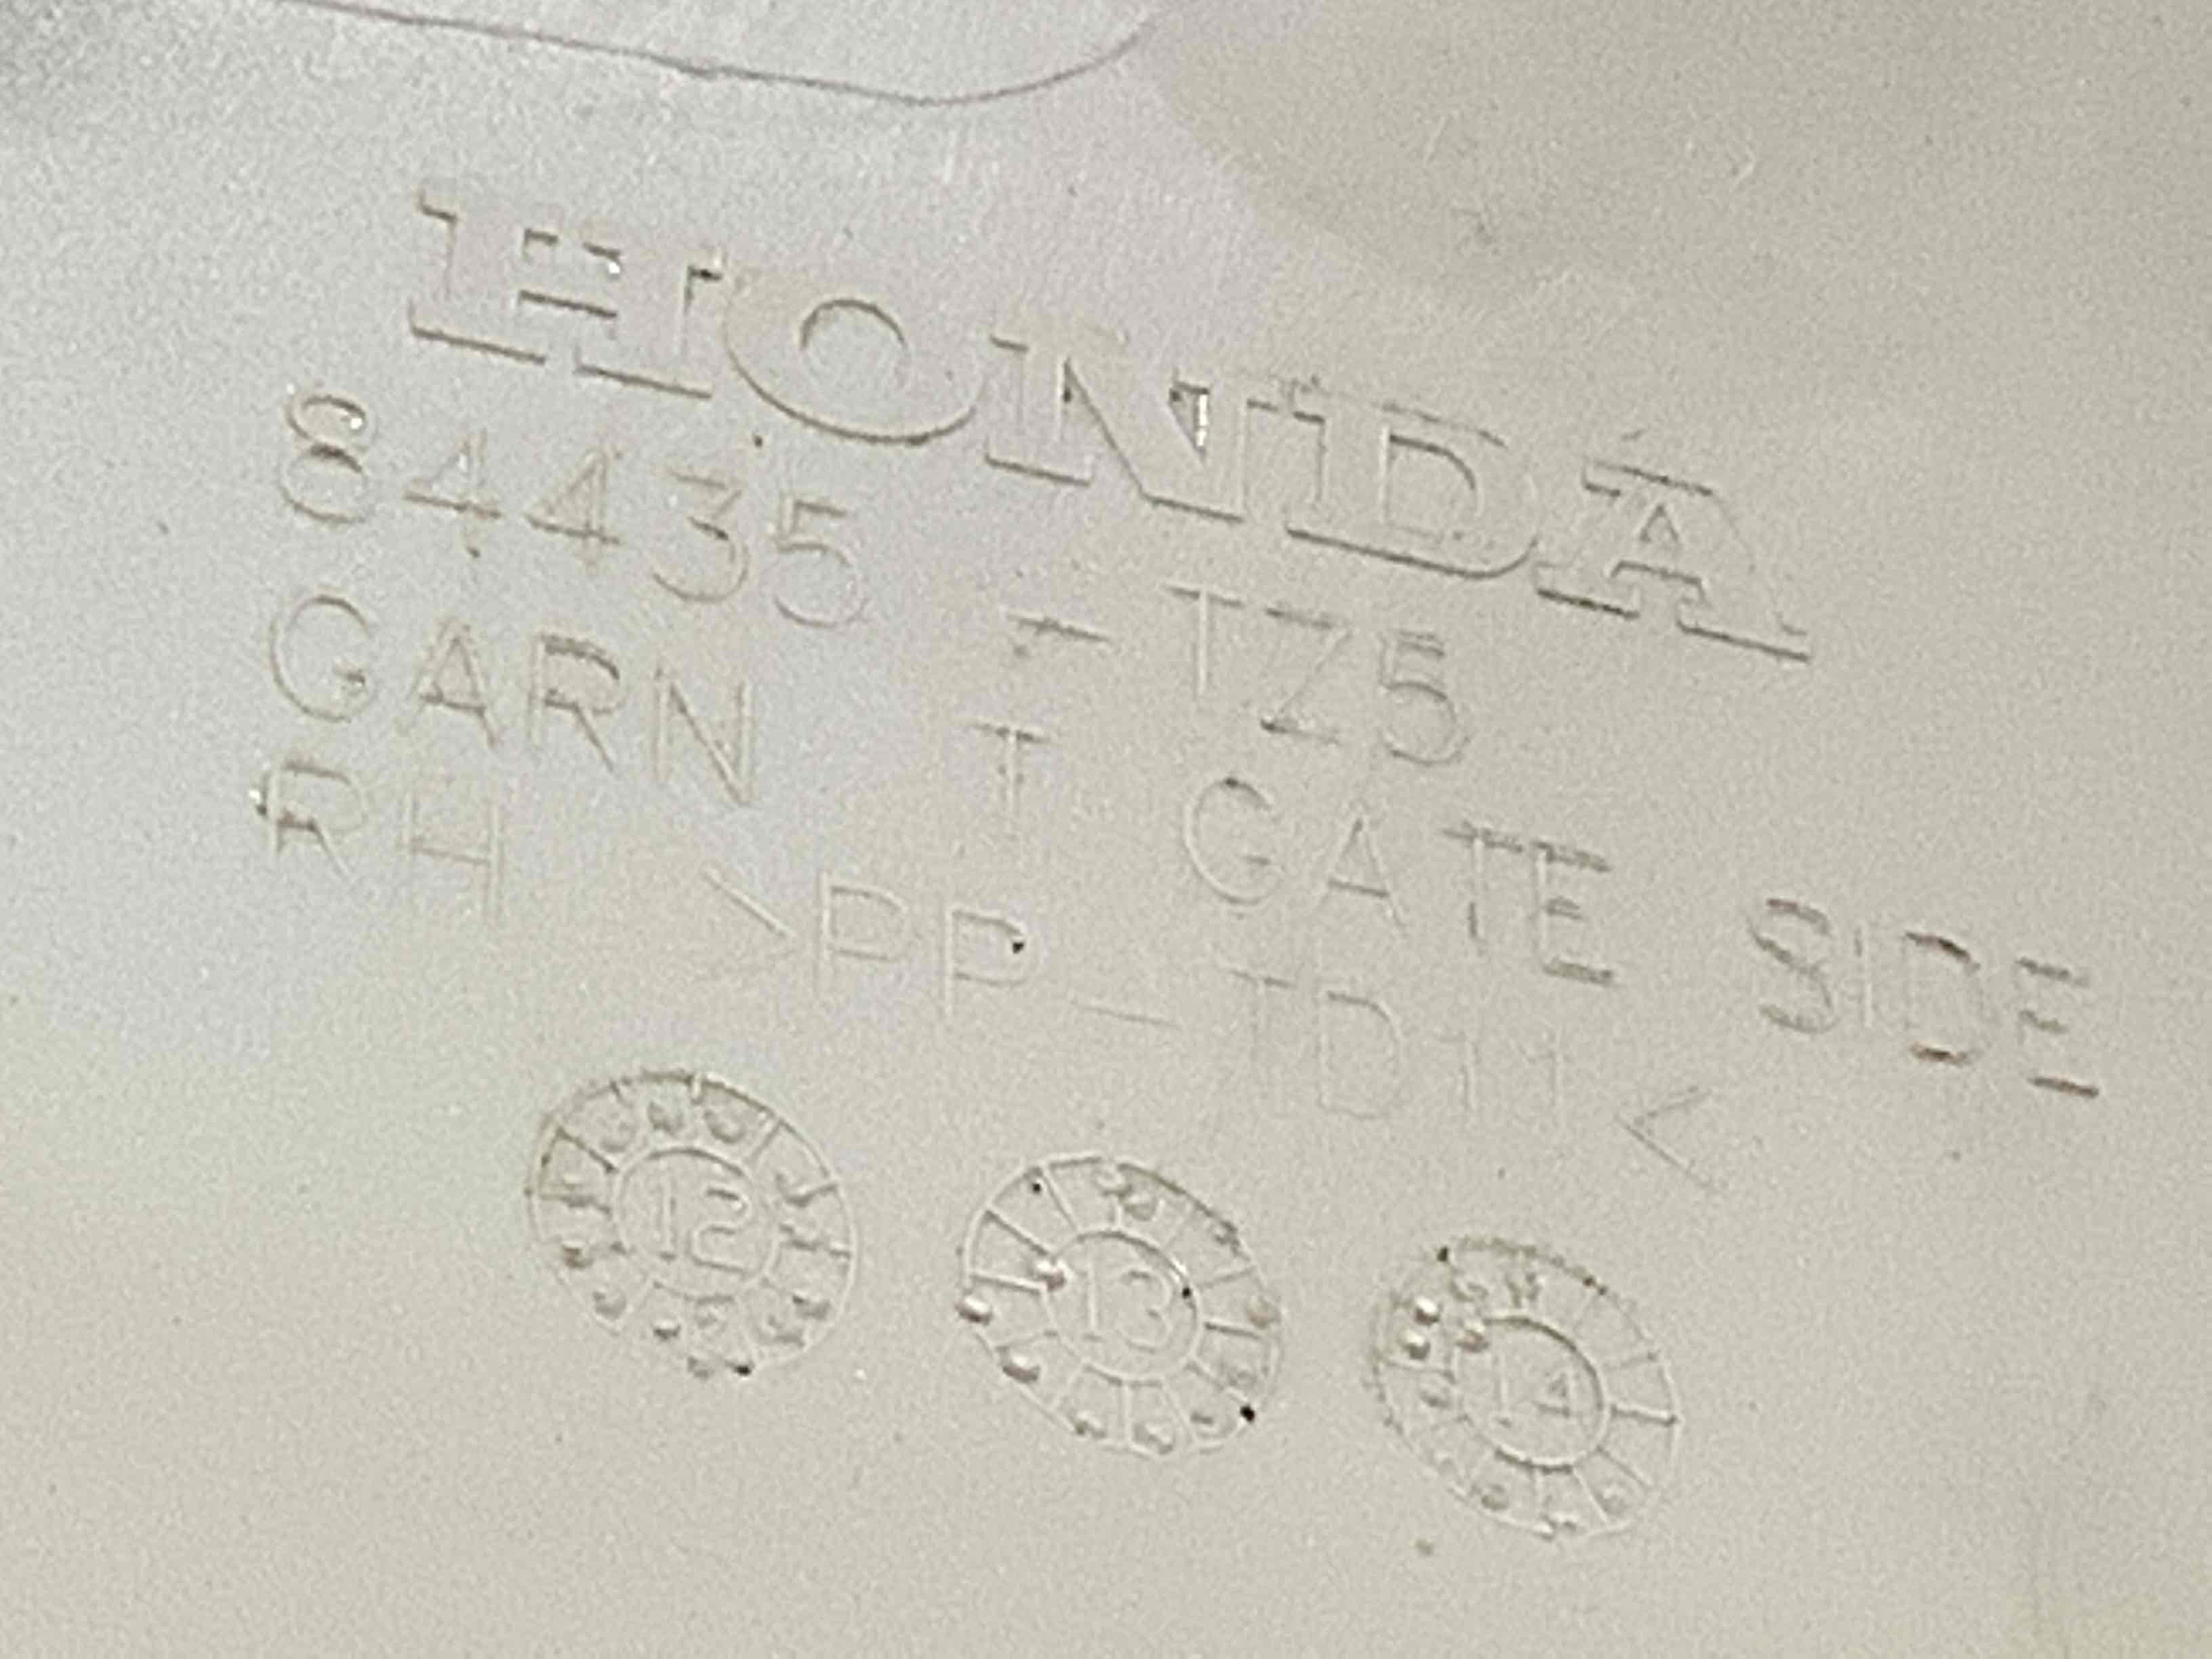 HONDA
84435 - TZ5
GARN T GATE SIDE
RH >PP-TD11<
12 13 14